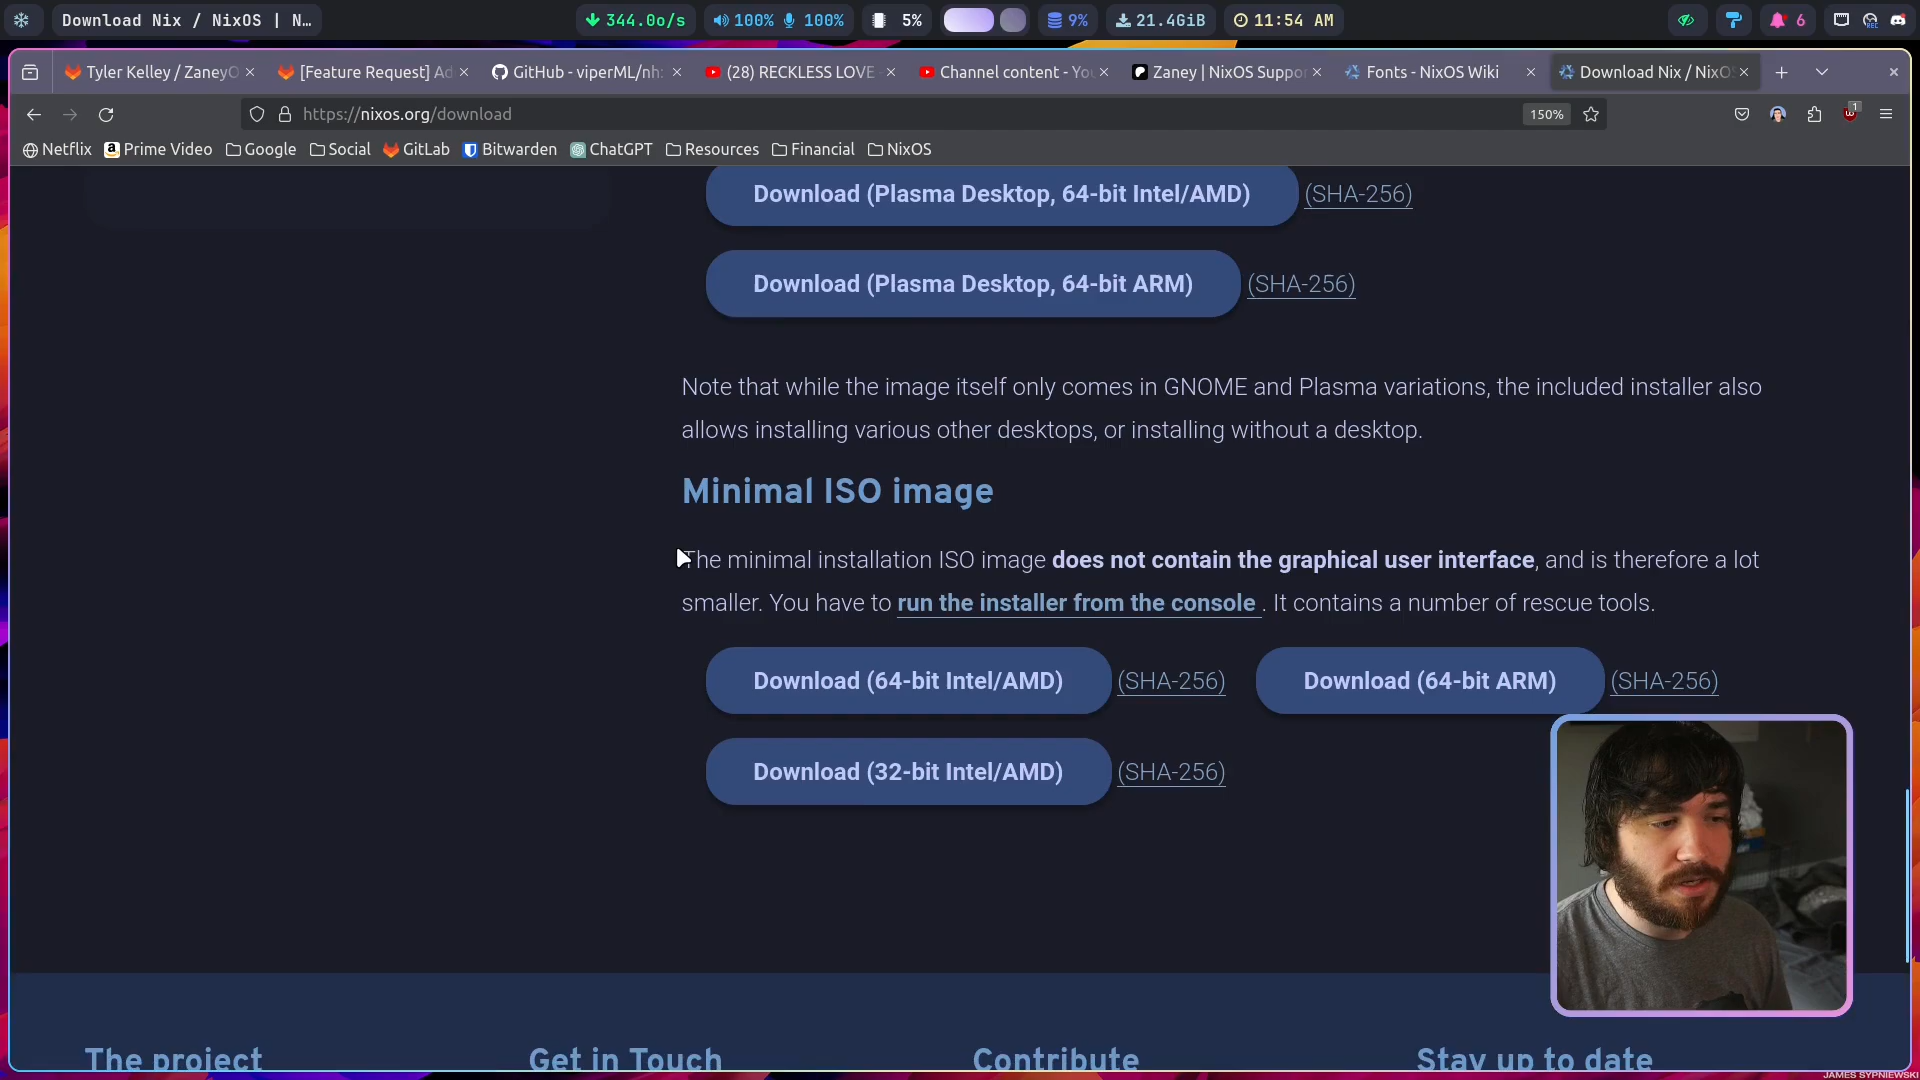 Download Nix / NixOS | N…
344.0o/s
100% 100%
5%
9%
21.4GiB
11:54 AM
6
Tyler Kelley / ZaneyO
[Feature Request] Ad
GitHub - viperML/nh:
(28) RECKLESS LOVE -
Channel content - You
Zaney | NixOS Suppor
Fonts - NixOS Wiki
Download Nix / NixOS
https://nixos.org/download
150%
1
Netflix
Prime Video
Google
Social
GitLab
Bitwarden
ChatGPT
Resources
Financial
NixOS
Download (Plasma Desktop, 64-bit Intel/AMD) (SHA-256)
Download (Plasma Desktop, 64-bit ARM) (SHA-256)
Note that while the image itself only comes in GNOME and Plasma variations, the included installer also
allows installing various other desktops, or installing without a desktop.
Minimal ISO image
The minimal installation ISO image does not contain the graphical user interface, and is therefore a lot
smaller. You have to run the installer from the console . It contains a number of rescue tools.
Download (64-bit Intel/AMD) (SHA-256) Download (64-bit ARM) (SHA-256)
Download (32-bit Intel/AMD) (SHA-256)
The project
Get in Touch
Contribute
Stay up to date
JAMES SYPNIEWSKI